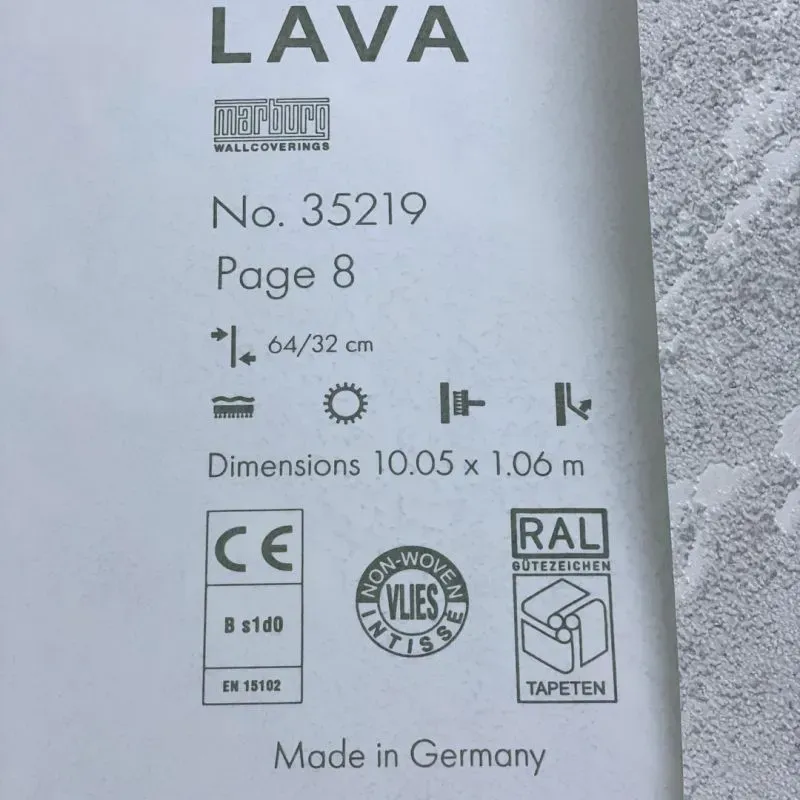 LAVA
marburg
WALLCOVERINGS
No. 35219
Page 8
64/32 cm
Dimensions 10.05 x 1.06 m
CE
B s1d0
EN 15102
NON-WOVEN
VLIES
INTISSÉ
RAL
GÜTEZEICHEN
TAPETEN
Made in Germany